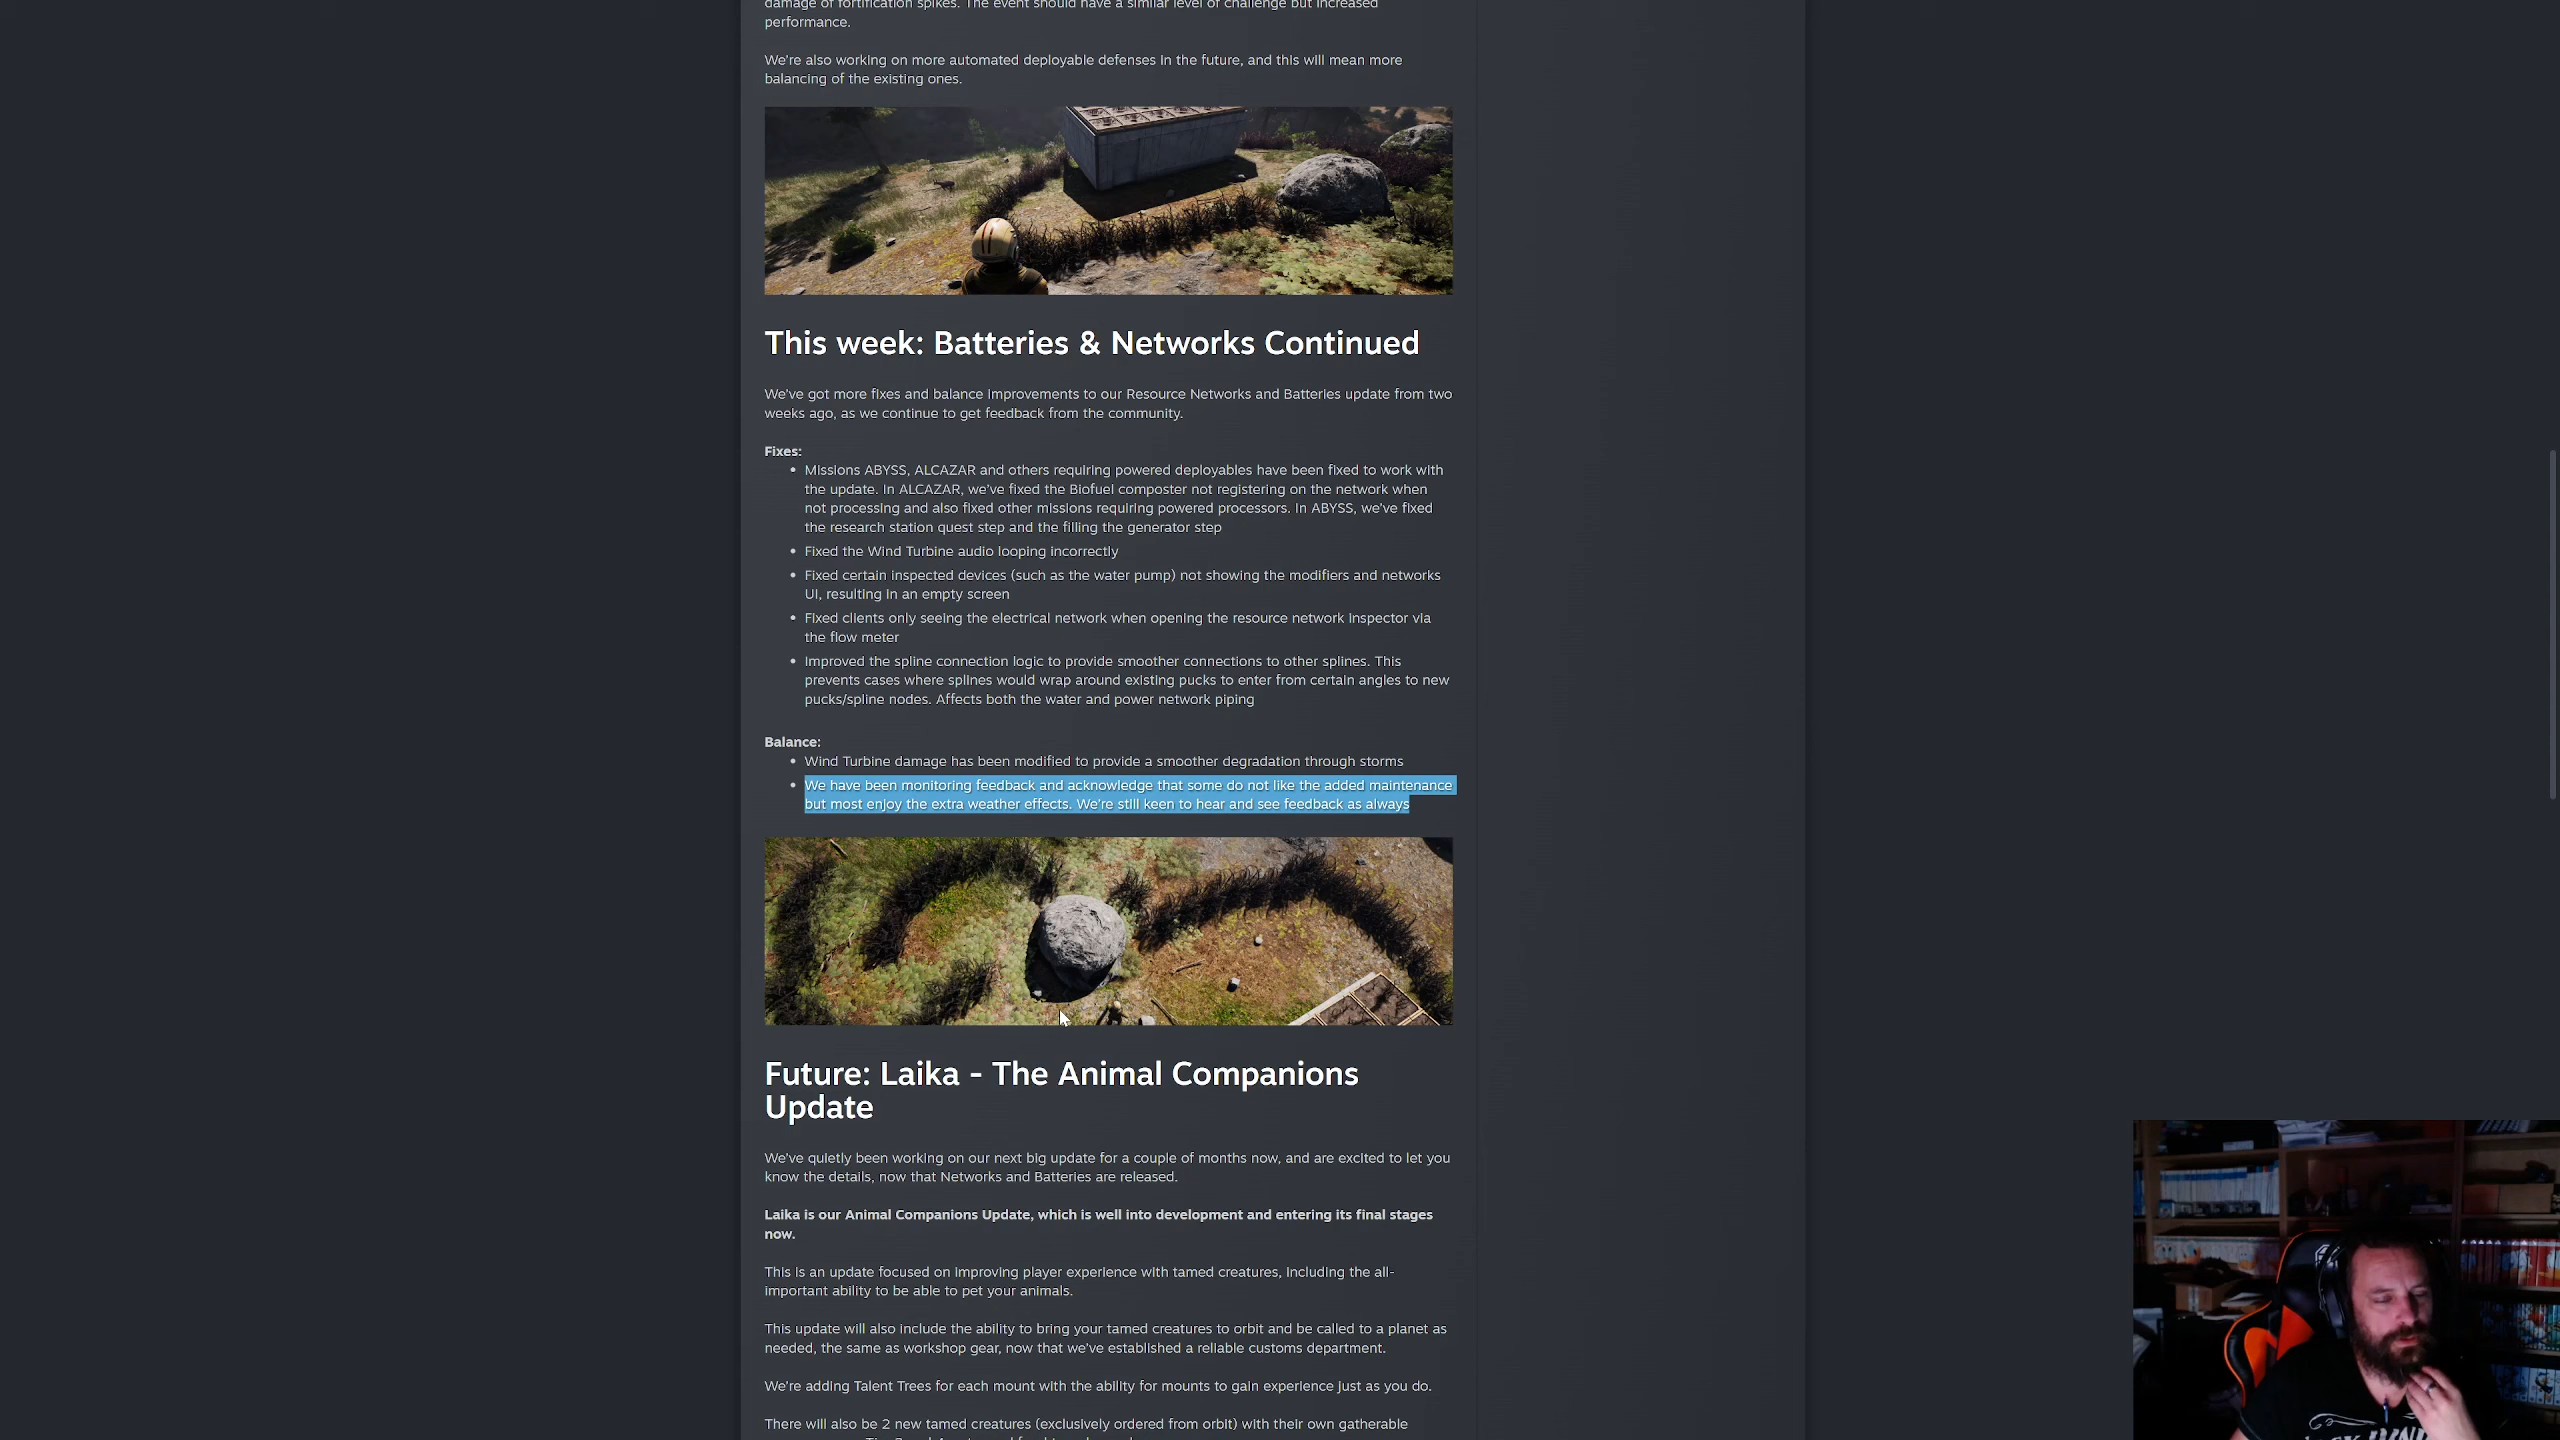 damage of fortification spikes. The event should have a similar level of challenge but increased
performance.
We're also working on more automated deployable defenses in the future, and this will mean more
balancing of the existing ones.
This week: Batteries & Networks Continued
We've got more fixes and balance improvements to our Resource Networks and Batteries update from two
weeks ago, as we continue to get feedback from the community.
Fixes:
• Missions ABYSS, ALCAZAR and others requiring powered deployables have been fixed to work with
the update. In ALCAZAR, we've fixed the Biofuel composter not registering on the network when
not processing and also fixed other missions requiring powered processors. In ABYSS, we've fixed
the research station quest step and the filling the generator step
• Fixed the Wind Turbine audio looping incorrectly
• Fixed certain inspected devices (such as the water pump) not showing the modifiers and networks
UI, resulting in an empty screen
• Fixed clients only seeing the electrical network when opening the resource network inspector via
the flow meter
• Improved the spline connection logic to provide smoother connections to other splines. This
prevents cases where splines would wrap around existing pucks to enter from certain angles to new
pucks/spline nodes. Affects both the water and power network piping
Balance:
• Wind Turbine damage has been modified to provide a smoother degradation through storms
• We have been monitoring feedback and acknowledge that some do not like the added maintenance
but most enjoy the extra weather effects. We're still keen to hear and see feedback as always
Future: Laika - The Animal Companions
Update
We've quietly been working on our next big update for a couple of months now, and are excited to let you
know the details, now that Networks and Batteries are released.
Laika is our Animal Companions Update, which is well into development and entering its final stages
now.
This is an update focused on improving player experience with tamed creatures, including the all-
important ability to be able to pet your animals.
This update will also include the ability to bring your tamed creatures to orbit and be called to a planet as
needed, the same as workshop gear, now that we've established a reliable customs department.
We're adding Talent Trees for each mount with the ability for mounts to gain experience just as you do.
There will also be 2 new tamed creatures (exclusively ordered from orbit) with their own gatherable